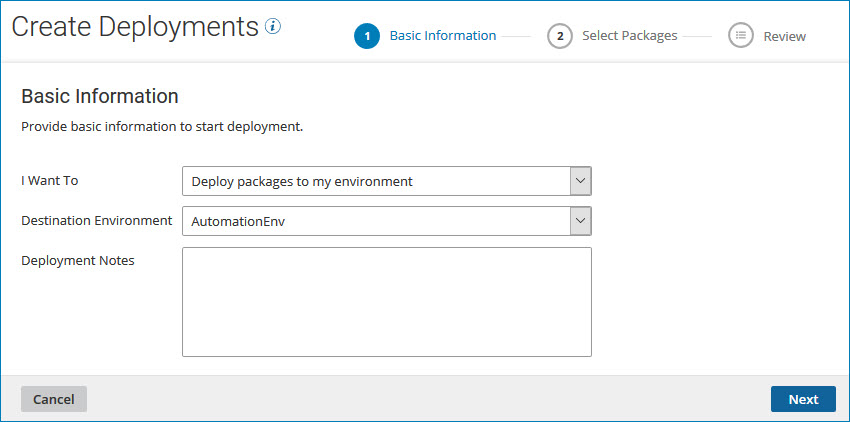 Create Deployments i
1 Basic Information 2 Select Packages Review
Basic Information
Provide basic information to start deployment.
I Want To Deploy packages to my environment
Destination Environment AutomationEnv
Deployment Notes
Cancel Next